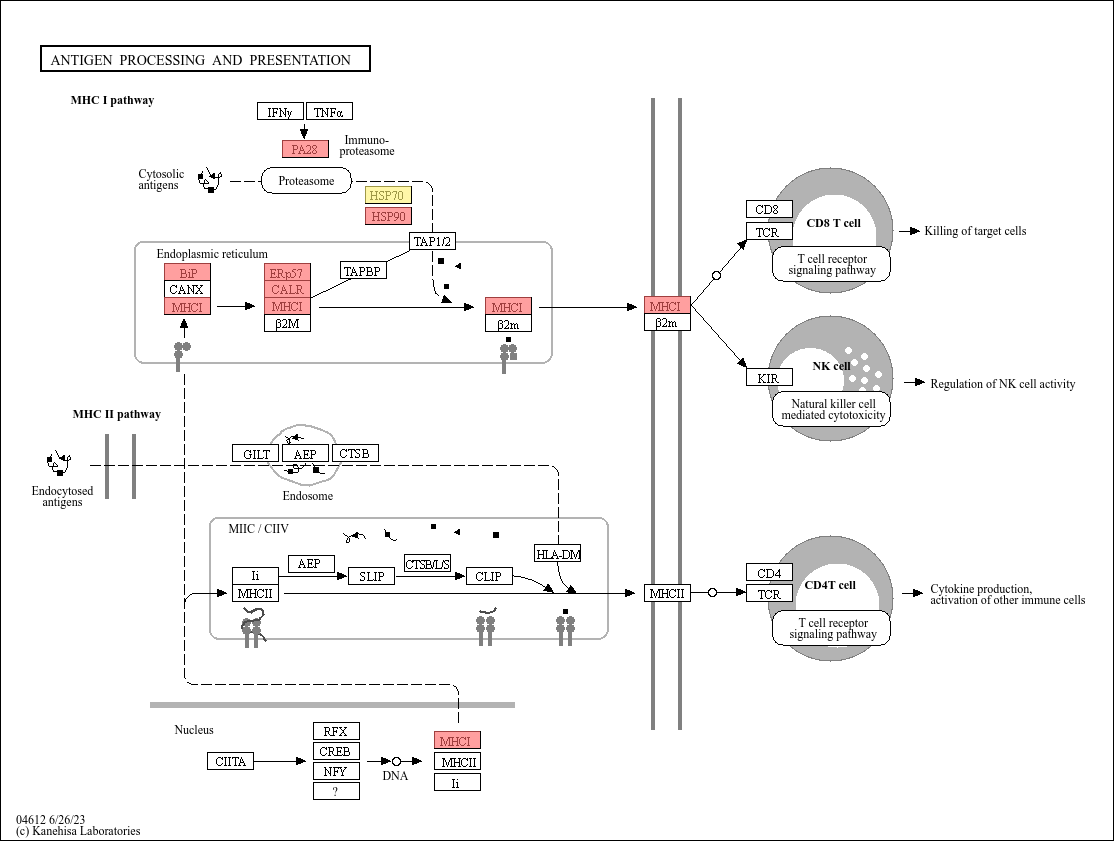 ANTIGEN PROCESSING AND PRESENTATION
MHC I pathway
IFNγ
TNFα
PA28
Immuno-
proteasome
Cytosolic
antigens
Proteasome
HSP70
HSP90
TAP1/2
Endoplasmic reticulum
BiP
CANX
MHCI
ERp57
CALR
MHCI
β2M
TAPBP
MHCI
β2m
MHCI
β2m
CD8
TCR
CD8 T cell
T cell receptor
signaling pathway
Killing of target cells
KIR
NK cell
Natural killer cell
mediated cytotoxicity
Regulation of NK cell activity
MHC II pathway
Endocytosed
antigens
GILT
AEP
CTSB
Endosome
MIIC / CIIV
Ii
MHCII
AEP
SLIP
CTSB/L/S
CLIP
HLA-DM
MHCII
CD4
TCR
CD4T cell
T cell receptor
signaling pathway
Cytokine production,
activation of other immune cells
Nucleus
CIITA
RFX
CREB
NFY
?
DNA
MHCI
MHCII
Ii
04612 6/26/23
(c) Kanehisa Laboratories